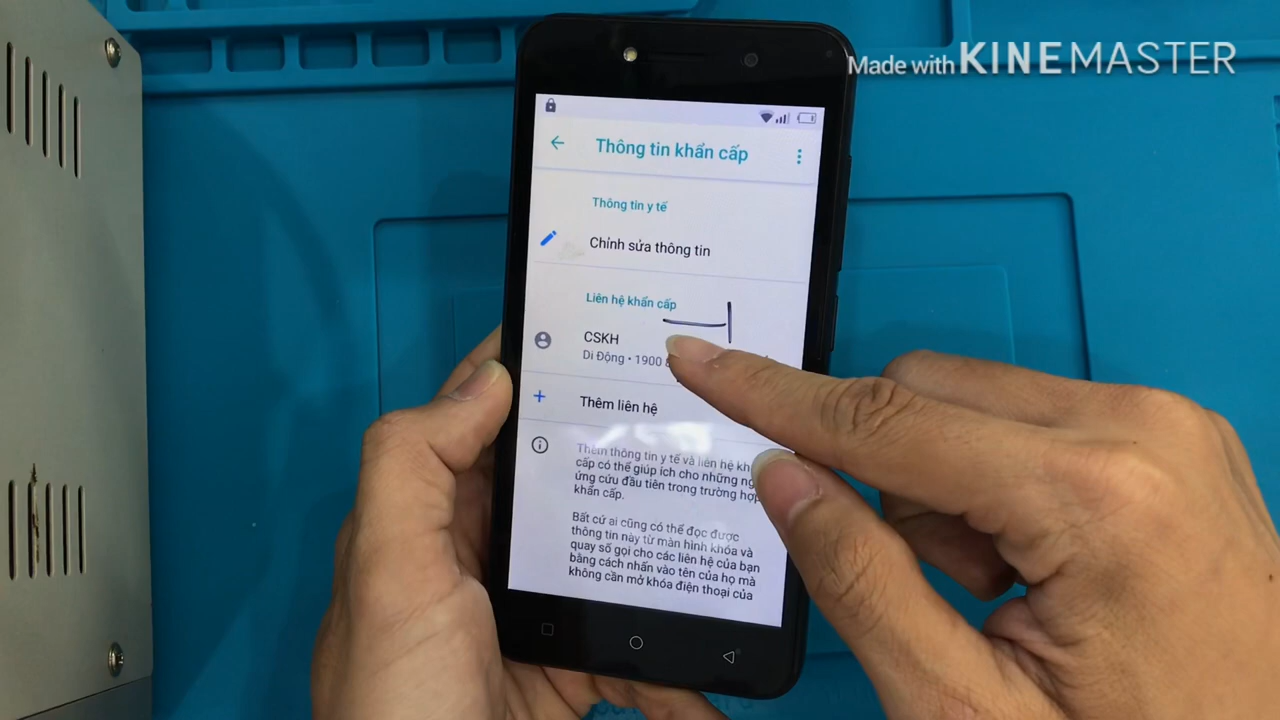 Made with KINEMASTER
Thông tin khẩn cấp
Thông tin y tế
Chỉnh sửa thông tin
Liên hệ khẩn cấp
CSKH
Di Động • 1900
Thêm liên hệ
Thêm thông tin y tế và liên hệ
cấp có thể giúp ích cho những
ứng cứu đầu tiên trong trường hợp
khẩn cấp.
Bất cứ ai cũng có thể đọc được
thông tin này từ màn hình khóa và
quay số gọi cho các liên hệ của bạn
bằng cách nhấn vào tên của họ mà
không cần mở khóa điện thoại của